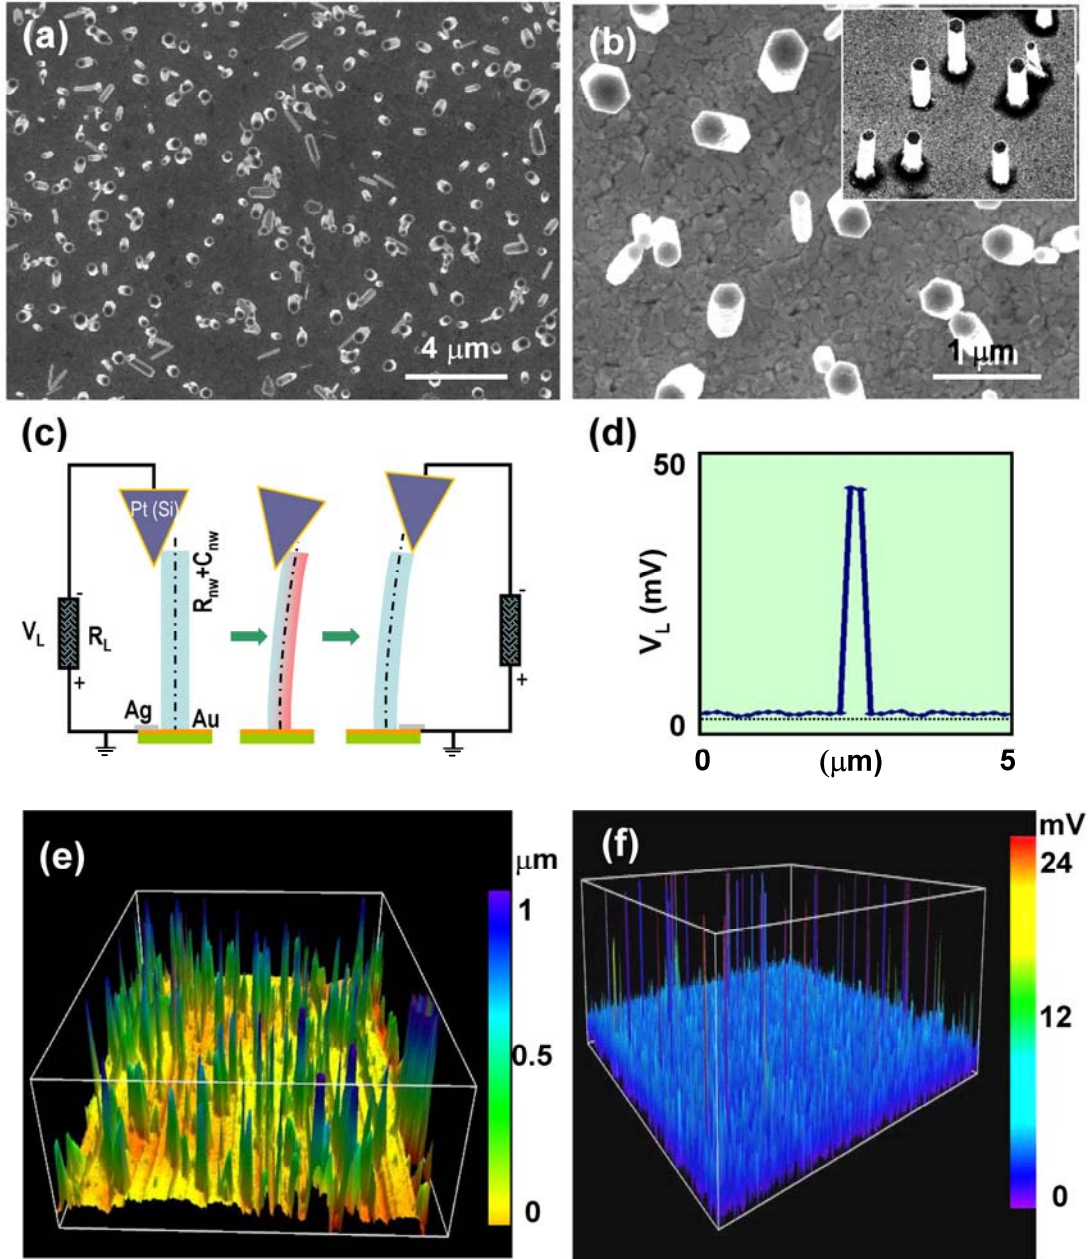 (a)
4 μm
(b)
1 μm
(c)
Pt (Si)
R_nw+C_nw
-
V_L
R_L
+
Ag
Au
-
+
(d)
50
V_L (mV)
0
0
(μm)
5
(e)
μm
1
0.5
0
(f)
mV
24
12
0